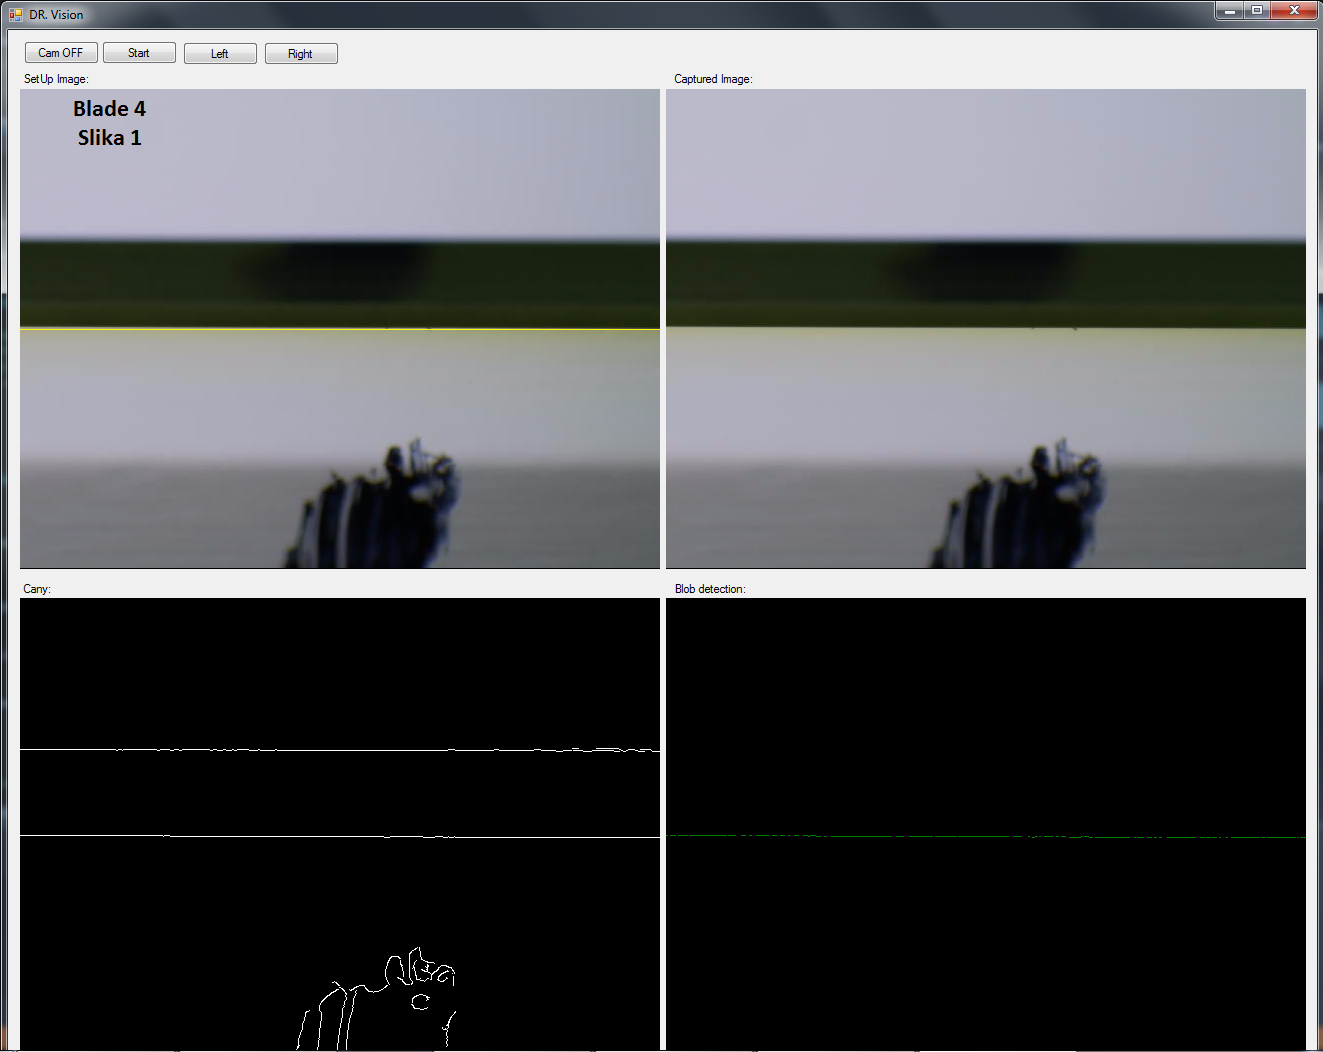 DR. Vision
Cam OFF
Start
Left
Right
SetUp Image:
Captured Image:
Blade 4
Slika 1
Cany:
Blob detection: